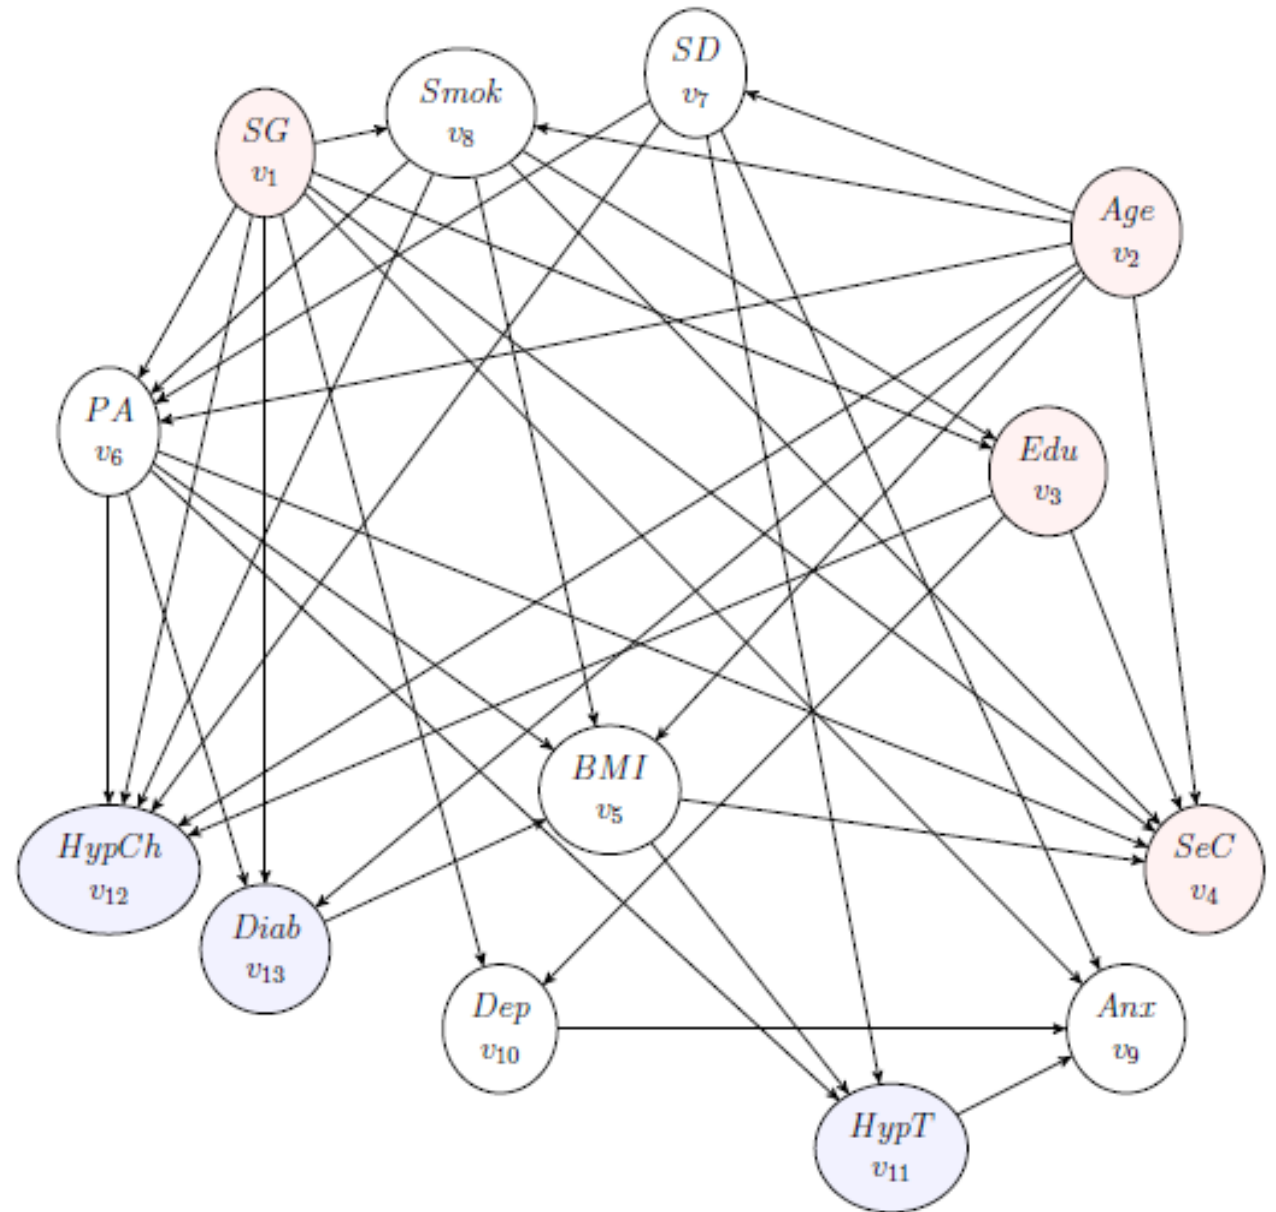 SD
v7
Smok
v8
SG
v1
Age
v2
PA
v6
Edu
v3
BMI
v5
HypCh
v12
SeC
v4
Diab
v13
Dep
v10
Anx
v9
HypT
v11